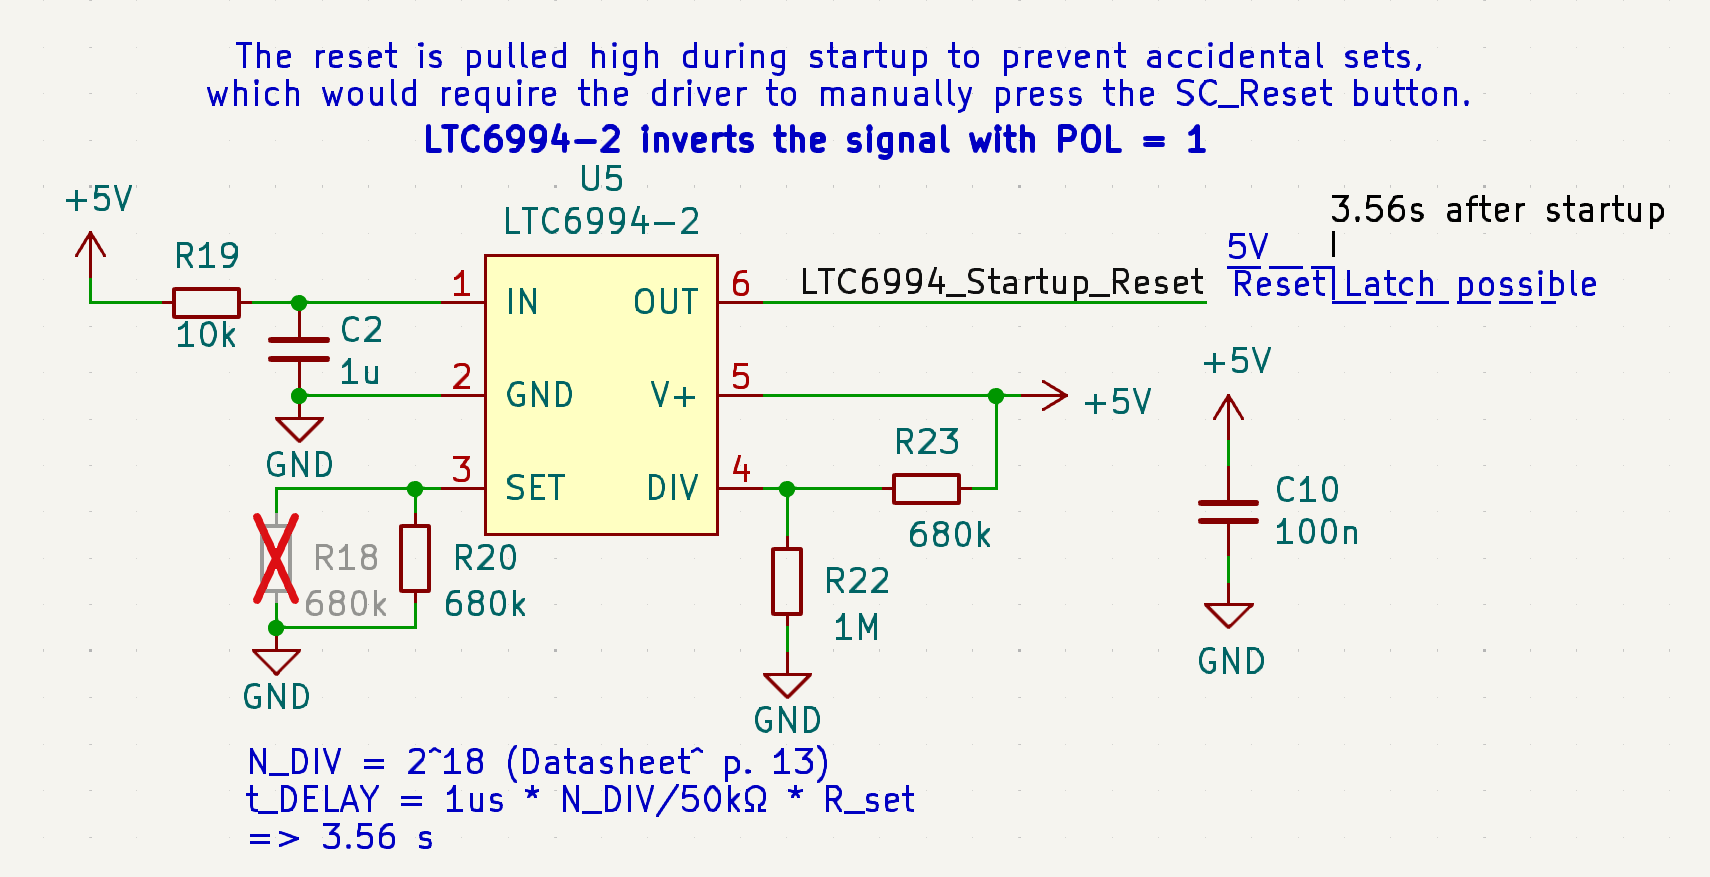 The reset is pulled high during startup to prevent accidental sets,
which would require the driver to manually press the SC_Reset button.
LTC6994-2 inverts the signal with POL = 1
U5
LTC6994-2
+5V
R19
10k
C2
1u
GND
1
IN
2
GND
3
SET
6
OUT
5
V+
4
DIV
LTC6994_Startup_Reset
3.56s after startup
5V
Reset Latch possible
+5V
R23
680k
R22
1M
GND
R18
680k
R20
680k
GND
+5V
C10
100n
GND
N_DIV = 2^18 (Datasheet^ p. 13)
t_DELAY = 1us * N_DIV/50kΩ * R_set
=> 3.56 s